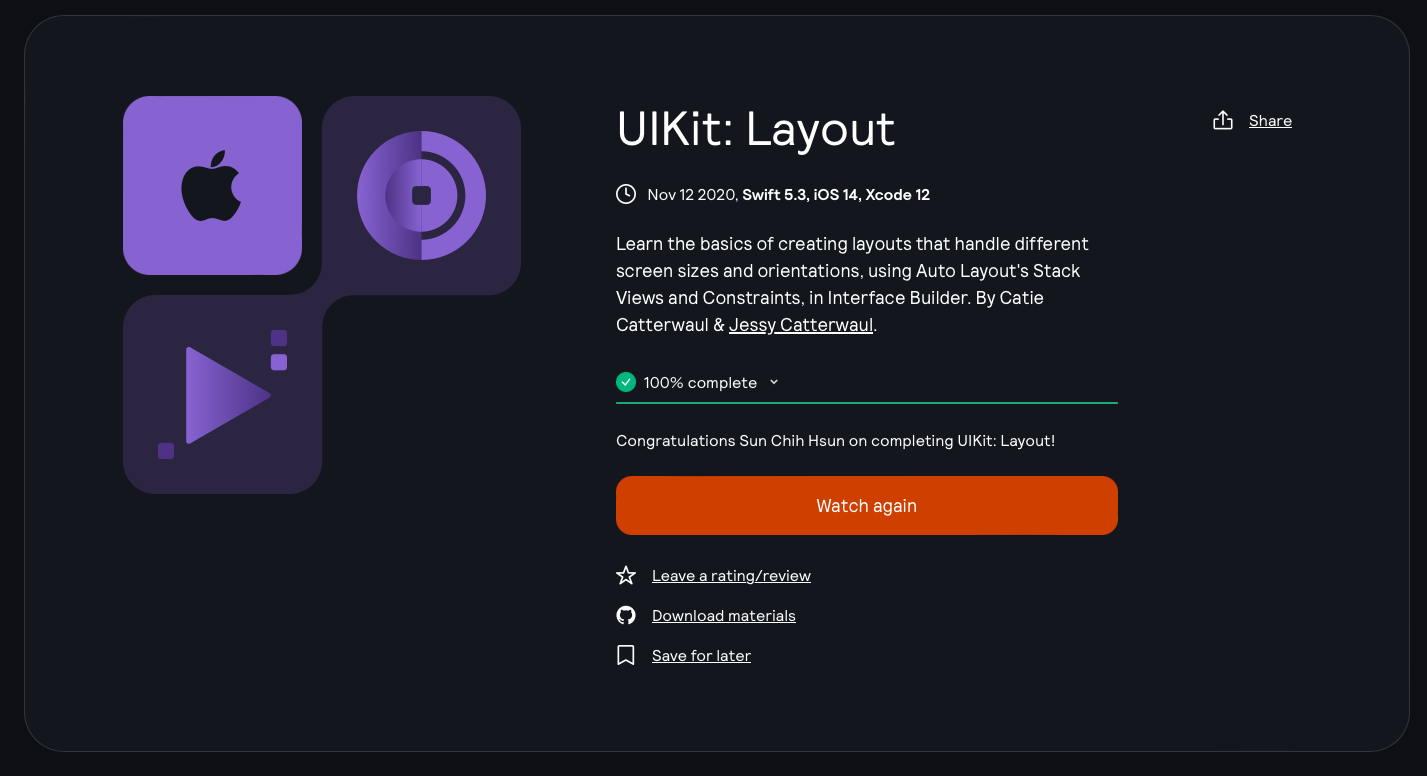 UIKit: Layout
Share
Nov 12 2020, Swift 5.3, iOS 14, Xcode 12
Learn the basics of creating layouts that handle different
screen sizes and orientations, using Auto Layout's Stack
Views and Constraints, in Interface Builder. By Catie
Catterwaul & Jessy Catterwaul.
100% complete
Congratulations Sun Chih Hsun on completing UIKit: Layout!
Watch again
Leave a rating/review
Download materials
Save for later